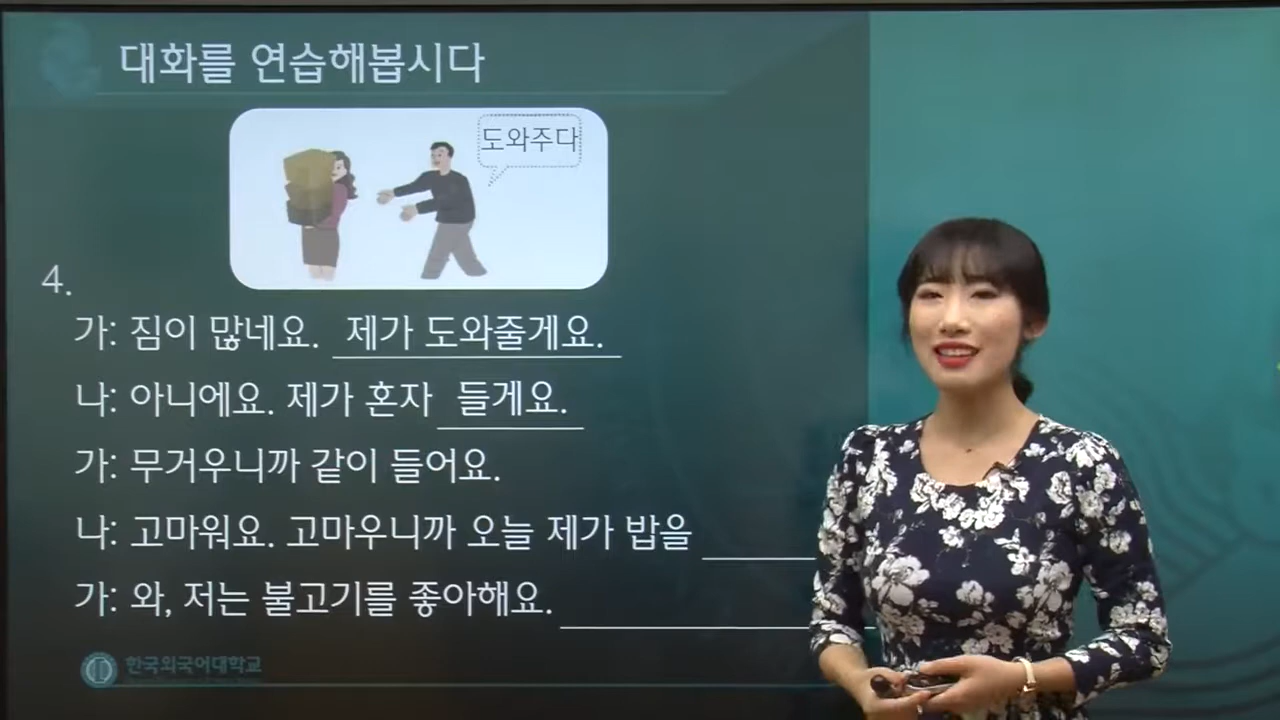 대화를 연습해봅시다
도와주다
4.
가: 짐이 많네요. 제가 도와줄게요.
나: 아니에요. 제가 혼자 들게요.
가: 무거우니까 같이 들어요.
나: 고마워요. 고마우니까 오늘 제가 밥을
가: 와, 저는 불고기를 좋아해요.
한국외국어대학교